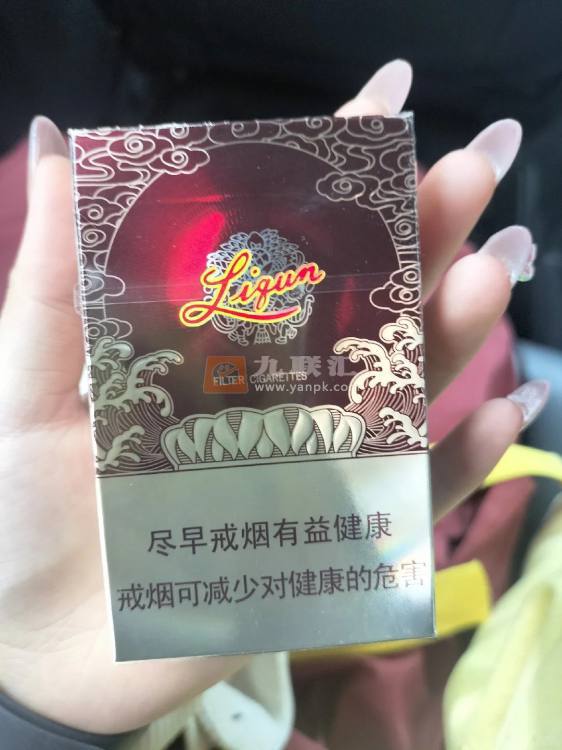 Liqun
九联汇
www.yanpk.com
FILTER CIGARETTES
尽早戒烟有益健康
戒烟可减少对健康的危害